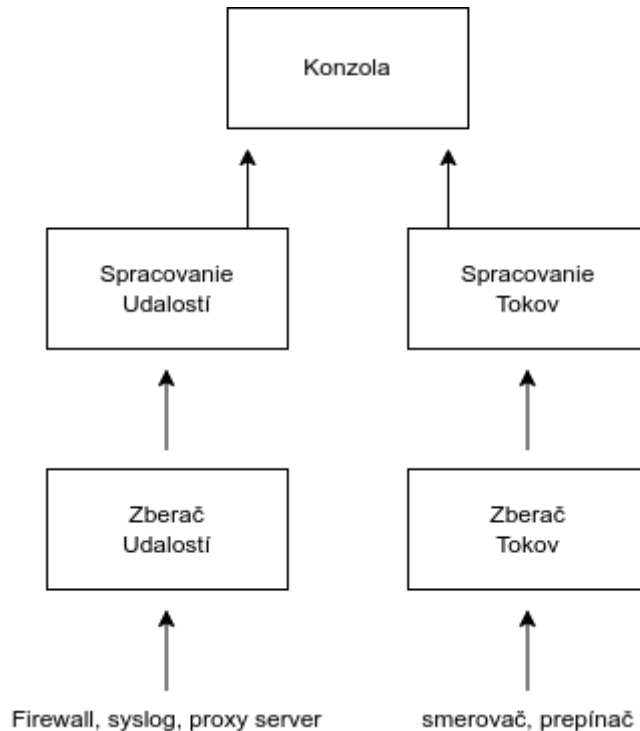 Konzola
Spracovanie
Udalostí
Spracovanie
Tokov
Zberač
Udalostí
Zberač
Tokov
Firewall, syslog, proxy server
smerovač, prepínač